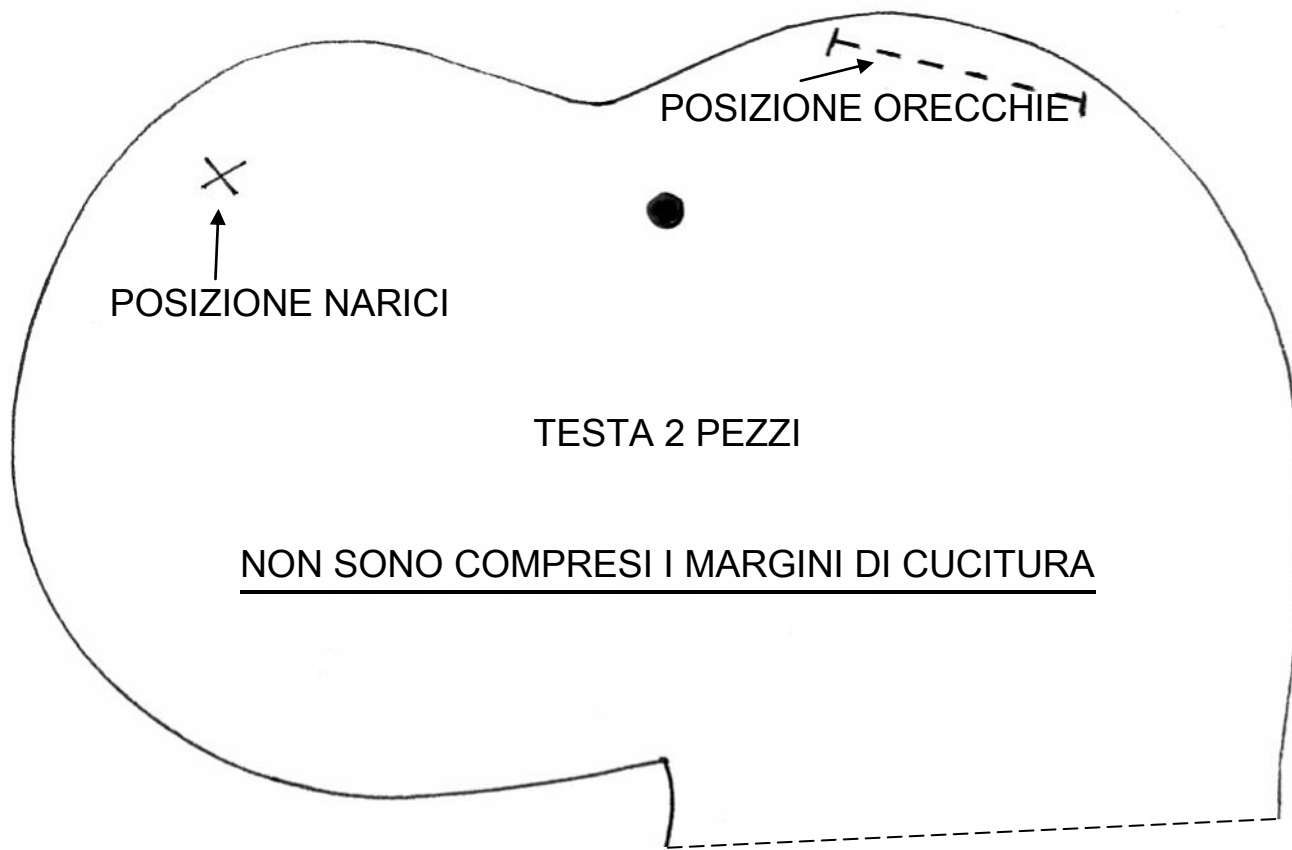 POSIZIONE ORECCHIE
POSIZIONE NARICI
TESTA 2 PEZZI
NON SONO COMPRESI I MARGINI DI CUCITURA